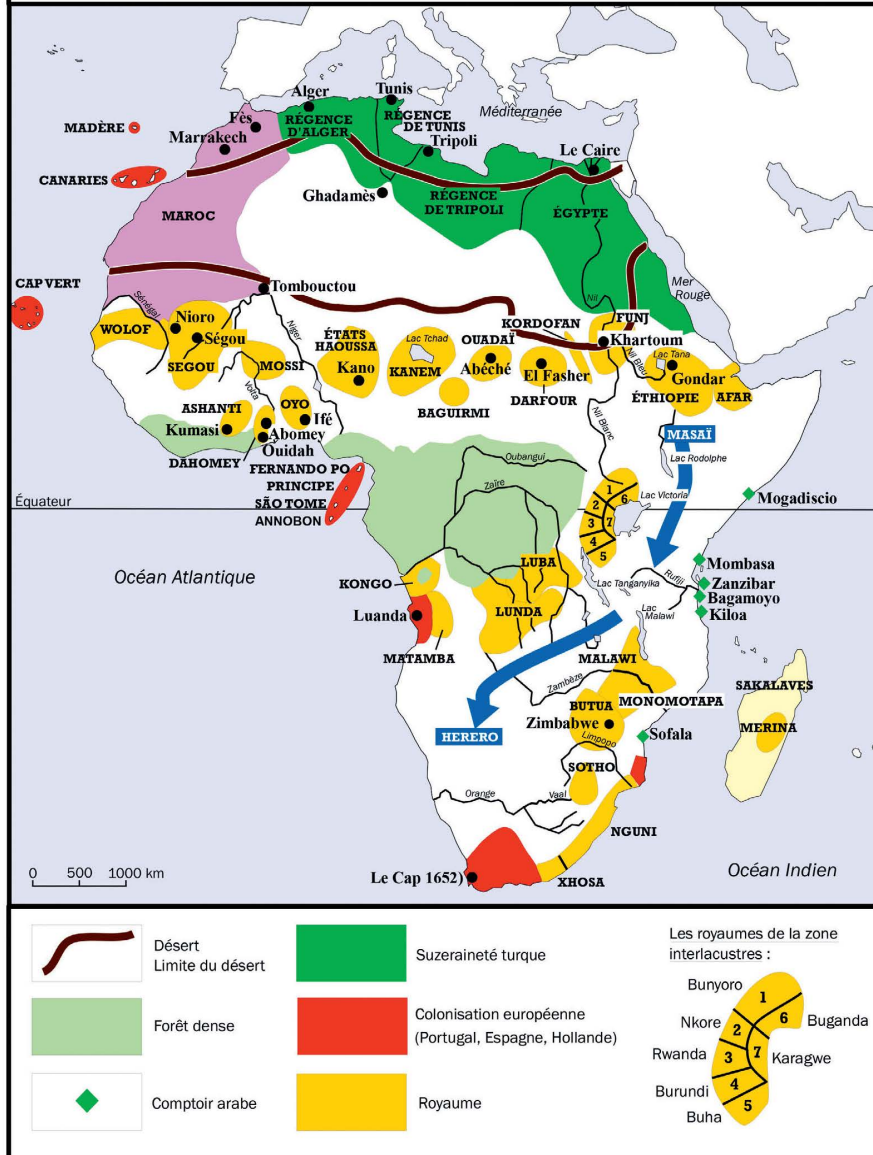 Alger
Tunis
Méditerranée
MADÈRE
Fès
Marrakech
RÉGENCE
D'ALGER
RÉGENCE
DE TUNIS
Tripoli
Le Caire
CANARIES
Ghadamès
RÉGENCE
DE TRIPOLI
ÉGYPTE
MAROC
Mer
Rouge
CAP VERT
Tombouctou
Sénégal
Nil
WOLOF
Nioro
Ségou
SEGOU
Niger
MOSSI
ÉTATS
HAOUSSA
Kano
Lac Tchad
KANEM
BAGUIRMI
OUADAÏ
Abéché
KORDOFAN
El Fasher
DARFOUR
FUNJ
Khartoum
Nil Bleu
Lac Tana
Gondar
ÉTHIOPIE
AFAR
Nil Blanc
Volta
ASHANTI
Kumasi
OYO
Ifé
Abomey
Ouidah
DAHOMEY
FERNANDO PO
PRINCIPE
SÃO TOME
ANNOBON
MASAÏ
Lac Rodolphe
Oubangui
Zaïre
Équateur
1
2
3
4
5
6
7
Lac Victoria
Mogadiscio
Océan Atlantique
KONGO
Luanda
MATAMBA
LUBA
LUNDA
Lac Tanganyika
Rufiji
Mombasa
Zanzibar
Bagamoyo
Kiloa
Lac
Malawi
MALAWI
Zambèze
MONOMOTAPA
BUTUA
Zimbabwe
Limpopo
Sofala
SAKALAVES
MERINA
HERERO
SOTHO
Orange
Vaal
NGUNI
XHOSA
Le Cap 1652)
Océan Indien
0 500 1000 km
Désert
Limite du désert
Forêt dense
Comptoir arabe
Suzeraineté turque
Colonisation européenne
(Portugal, Espagne, Hollande)
Royaume
Les royaumes de la zone
interlacustres :
Bunyoro
1
Nkore
2
6
Buganda
Rwanda
3
7
Karagwe
Burundi
4
Buha
5